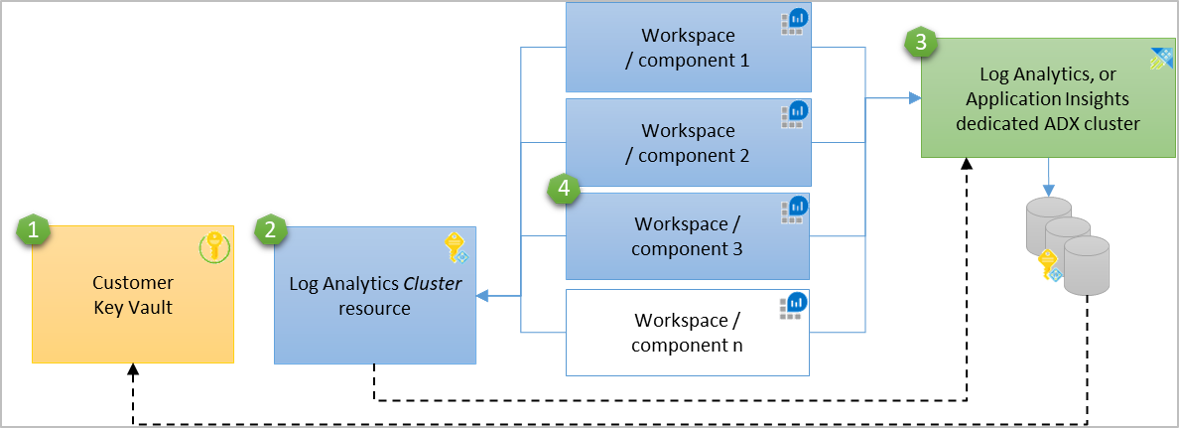 1
Customer
Key Vault
2
Log Analytics Cluster
resource
Workspace
/ component 1
Workspace
/ component 2
4
Workspace /
component 3
Workspace /
component n
3
Log Analytics, or
Application Insights
dedicated ADX cluster